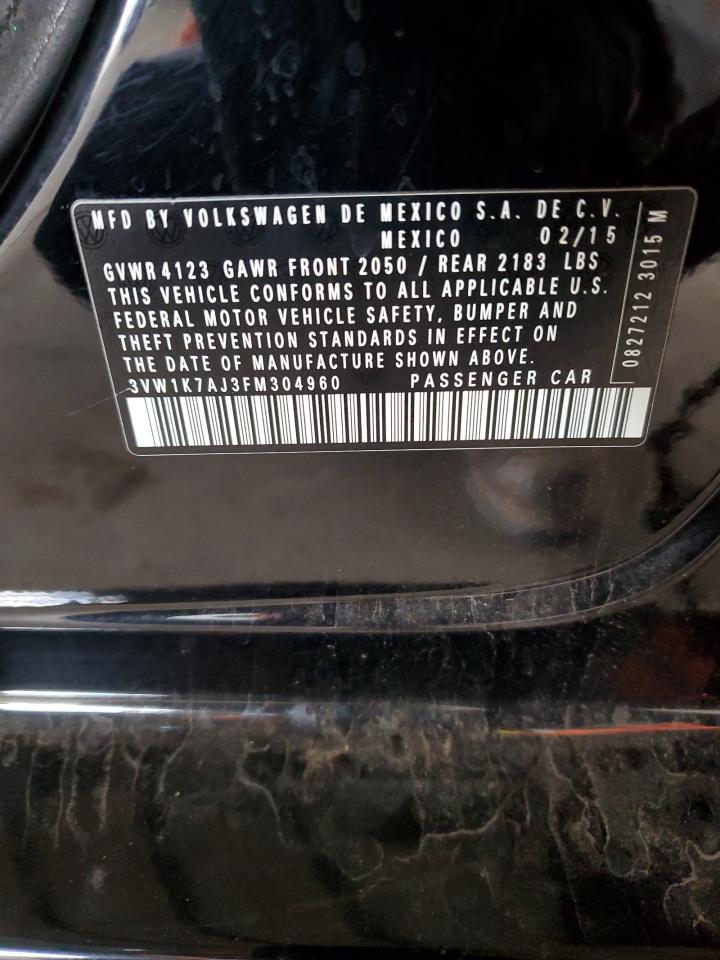 MFD BY VOLKSWAGEN DE MEXICO S.A. DE C.V.
MEXICO 02/15
GVWR 4123 GAWR FRONT 2050 / REAR 2183 LBS
THIS VEHICLE CONFORMS TO ALL APPLICABLE U.S.
FEDERAL MOTOR VEHICLE SAFETY, BUMPER AND
THEFT PREVENTION STANDARDS IN EFFECT ON
THE DATE OF MANUFACTURE SHOWN ABOVE.
3VW1K7AJ3FM304960 PASSENGER CAR
0827212 3015 M